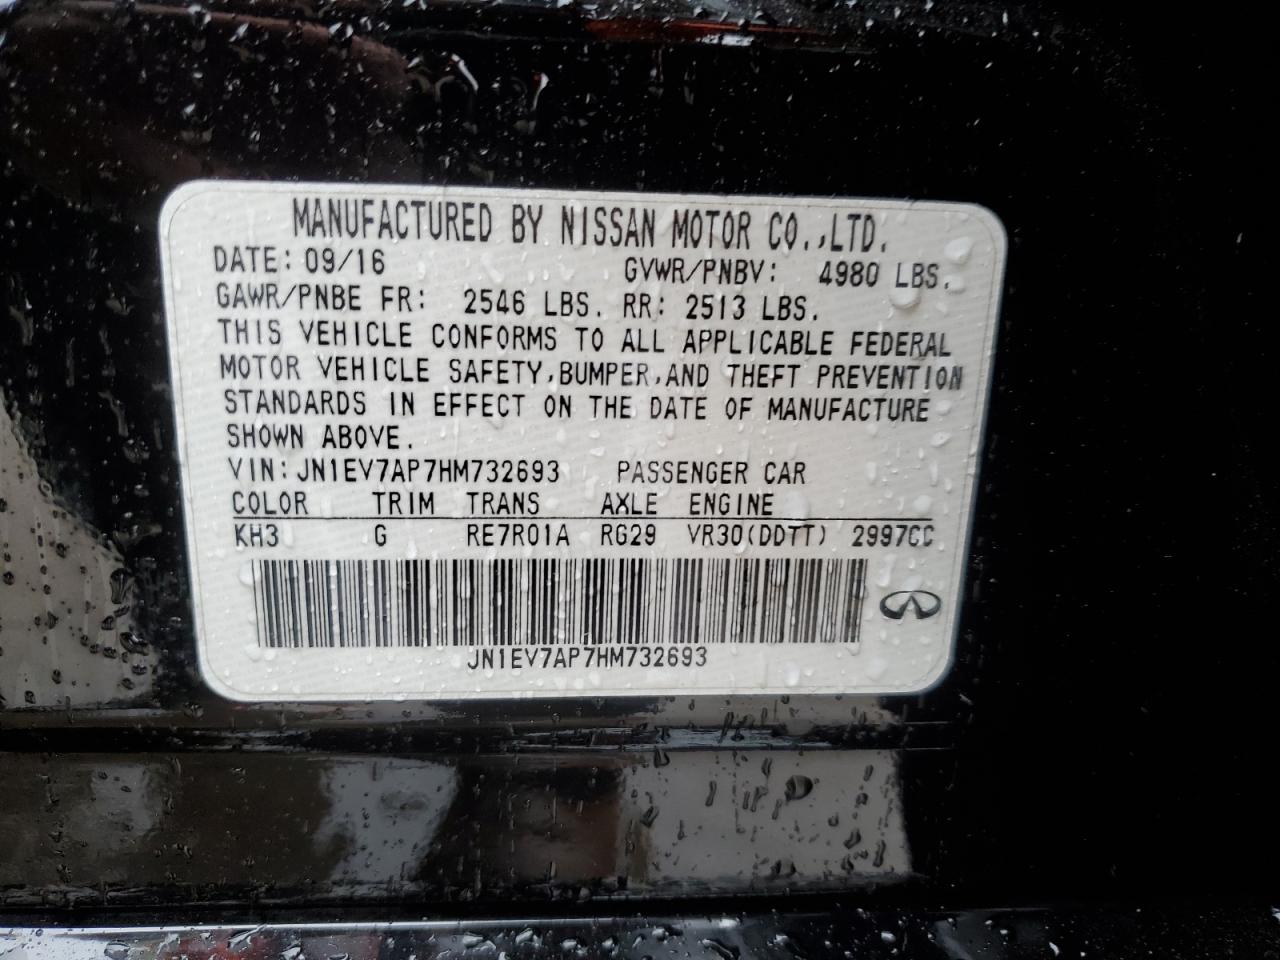 MANUFACTURED BY NISSAN MOTOR CO.,LTD.
DATE: 09/16 GVWR/PNBV: 4980 LBS.
GAWR/PNBE FR: 2546 LBS. RR: 2513 LBS.
THIS VEHICLE CONFORMS TO ALL APPLICABLE FEDERAL
MOTOR VEHICLE SAFETY,BUMPER,AND THEFT PREVENTION
STANDARDS IN EFFECT ON THE DATE OF MANUFACTURE
SHOWN ABOVE.
VIN:JN1EV7AP7HM732693 PASSENGER CAR
COLOR TRIM TRANS AXLE ENGINE
KH3 G RE7R01A RG29 VR30(DDTT) 2997CC
JN1EV7AP7HM732693